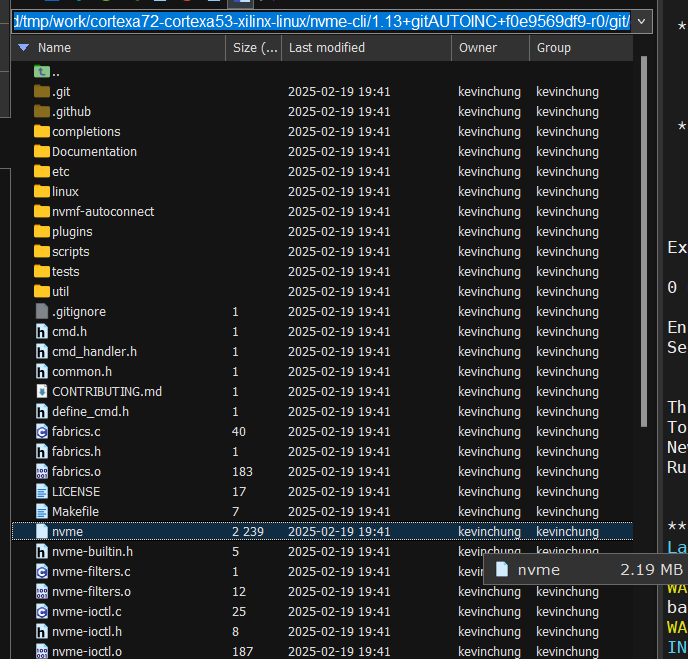 d/tmp/work/cortexa72-cortexa53-xilinx-linux/nvme-cli/1.13+gitAUTOINC+f0e9569df9-r0/git/
Name Size (... Last modified Owner Group
..
.git 2025-02-19 19:41 kevinchung kevinchung
.github 2025-02-19 19:41 kevinchung kevinchung
completions 2025-02-19 19:41 kevinchung kevinchung
Documentation 2025-02-19 19:41 kevinchung kevinchung
etc 2025-02-19 19:41 kevinchung kevinchung
linux 2025-02-19 19:41 kevinchung kevinchung
nvmf-autoconnect 2025-02-19 19:41 kevinchung kevinchung
plugins 2025-02-19 19:41 kevinchung kevinchung
scripts 2025-02-19 19:41 kevinchung kevinchung
tests 2025-02-19 19:41 kevinchung kevinchung
util 2025-02-19 19:41 kevinchung kevinchung
.gitignore 1 2025-02-19 19:41 kevinchung kevinchung
cmd.h 1 2025-02-19 19:41 kevinchung kevinchung
cmd_handler.h 1 2025-02-19 19:41 kevinchung kevinchung
common.h 1 2025-02-19 19:41 kevinchung kevinchung
CONTRIBUTING.md 1 2025-02-19 19:41 kevinchung kevinchung
define_cmd.h 1 2025-02-19 19:41 kevinchung kevinchung
fabrics.c 40 2025-02-19 19:41 kevinchung kevinchung
fabrics.h 1 2025-02-19 19:41 kevinchung kevinchung
fabrics.o 183 2025-02-19 19:41 kevinchung kevinchung
LICENSE 17 2025-02-19 19:41 kevinchung kevinchung
Makefile 7 2025-02-19 19:41 kevinchung kevinchung
nvme 2 239 2025-02-19 19:41 kevinchung kevinchung
nvme-builtin.h 5 2025-02-19 19:41 kevinchung kevinchung
nvme-filters.c 1 2025-02-19 19:41
nvme 2.19 MB
nvme-filters.o 12 2025-02-19 19:41 kevinchung kevinchung
nvme-ioctl.c 25 2025-02-19 19:41 kevinchung kevinchung
nvme-ioctl.h 8 2025-02-19 19:41 kevinchung kevinchung
nvme-ioctl.o 187 2025-02-19 19:41 kevinchung kevinchung
*
*
Ex
0
En
Se
Th
To
Ne
Ru
**
La
WA
ba
WA
IN